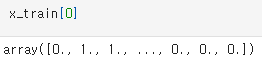 x_train[0]
array([0., 1., 1., ..., 0., 0., 0.])